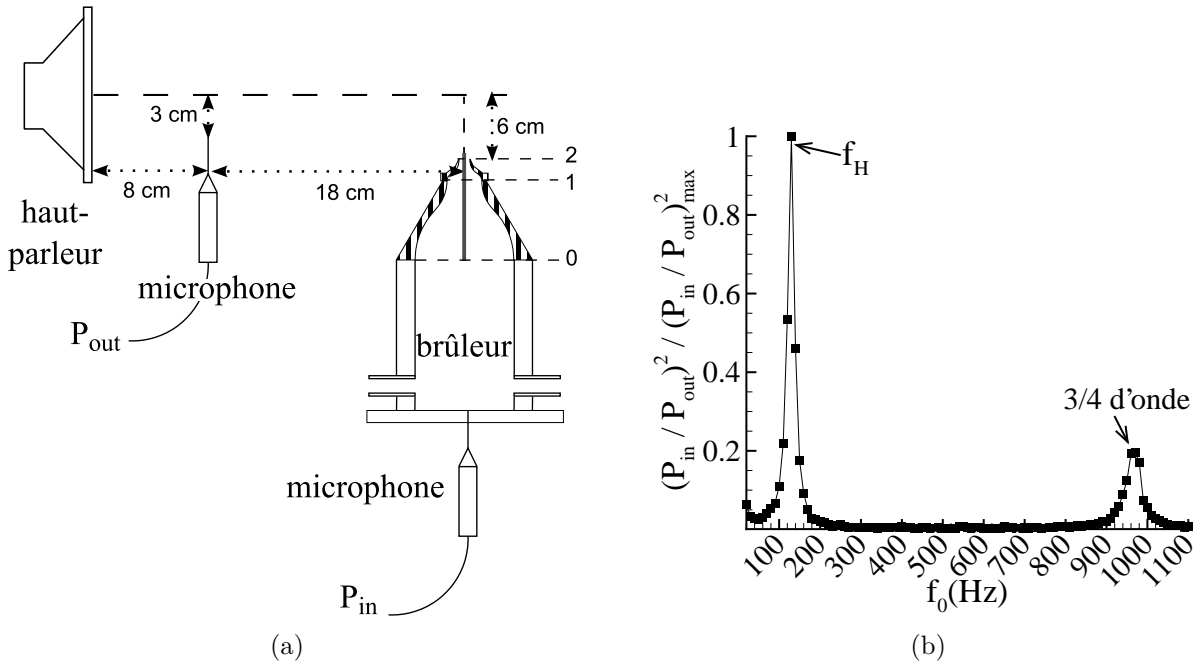 3 cm
6 cm
2
1
0
8 cm
18 cm
haut-
parleur
microphone
P_out
brûleur
microphone
P_in
(a)
(P_in / P_out)^2 / (P_in / P_out)^2_max
1
0.8
0.6
0.4
0.2
f_H
3/4 d'onde
100
200
300
400
500
600
700
800
900
1000
1100
f_0(Hz)
(b)